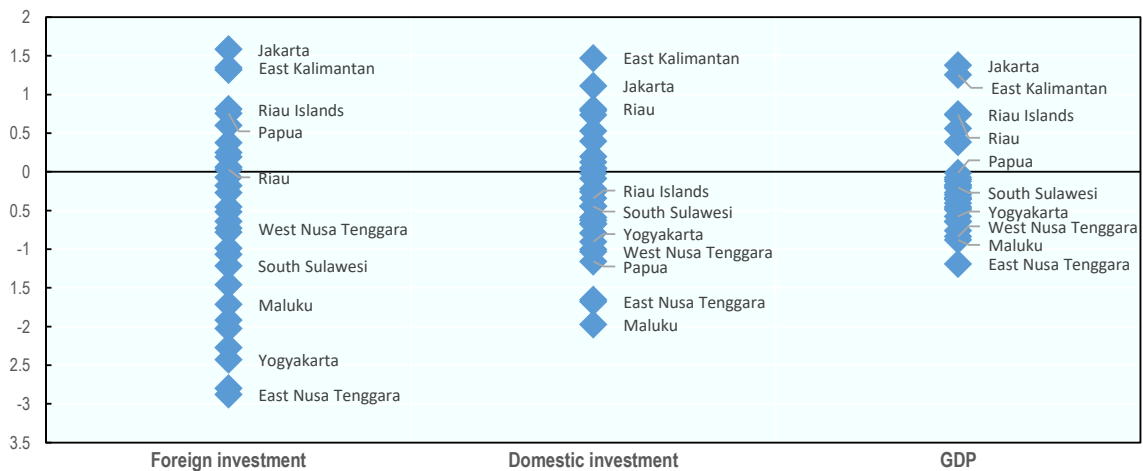 2
1.5
1
0.5
0
0.5
-1
1.5
-2
2.5
-3
3.5
Jakarta
East Kalimantan
Riau Islands
Papua
Riau
West Nusa Tenggara
South Sulawesi
Maluku
Yogyakarta
East Nusa Tenggara
East Kalimantan
Jakarta
Riau
Riau Islands
South Sulawesi
Yogyakarta
West Nusa Tenggara
Papua
East Nusa Tenggara
Maluku
Jakarta
East Kalimantan
Riau Islands
Riau
Papua
South Sulawesi
Yogyakarta
West Nusa Tenggara
Maluku
East Nusa Tenggara
Foreign investment
Domestic investment
GDP